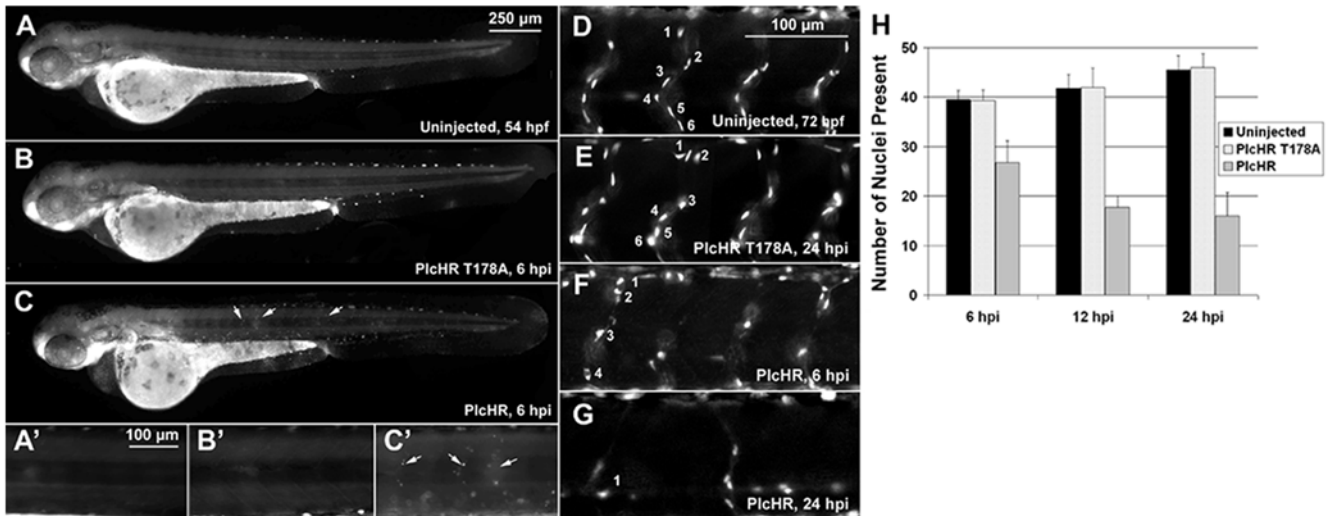 A
250 µm
Uninjected, 54 hpf
B
PlcHR T178A, 6 hpi
C
PlcHR, 6 hpi
A'
100 µm
B'
C'
D
100 µm
1
2
3
4
5
6
Uninjected, 72 hpf
E
1
2
3
4
5
6
PlcHR T178A, 24 hpi
F
1
2
3
4
PlcHR, 6 hpi
G
1
PlcHR, 24 hpi
H
Number of Nuclei Present
50
40
30
20
10
0
6 hpi
12 hpi
24 hpi
Uninjected
PlcHR T178A
PlcHR